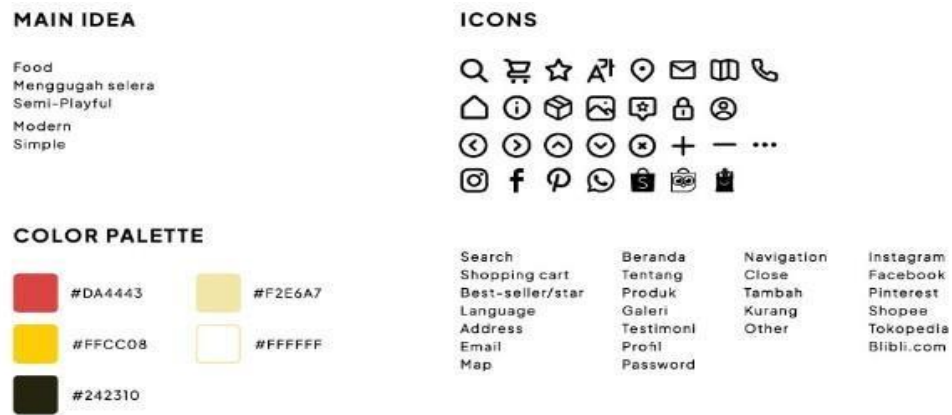 MAIN IDEA
Food
Menggugah selera
Semi-Playful
Modern
Simple
COLOR PALETTE
#DA4443
#F2E6A7
#FFCC08
#FFFFFF
#242310
ICONS
Search
Shopping cart
Best-seller/star
Language
Address
Email
Map
Beranda
Tentang
Produk
Galeri
Testimoni
Profil
Password
Navigation
Close
Tambah
Kurang
Other
Instagram
Facebook
Pinterest
Shopee
Tokopedia
Blibli.com